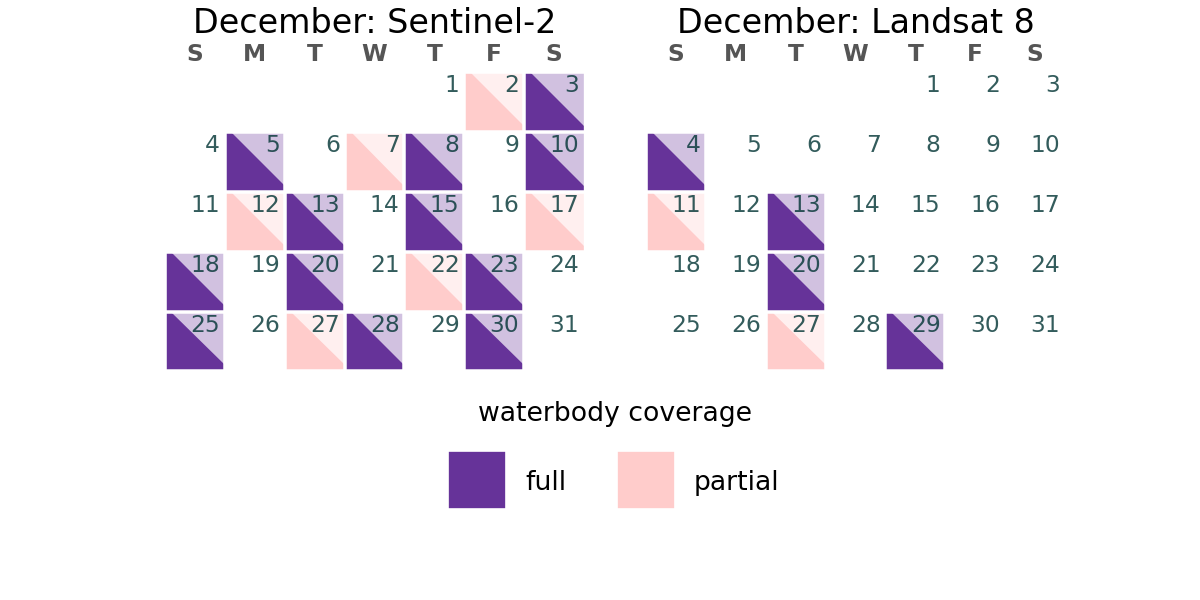 December: Sentinel-2
S M T W T F S
1 2 3
4 5 6 7 8 9 10
11 12 13 14 15 16 17
18 19 20 21 22 23 24
25 26 27 28 29 30 31
December: Landsat 8
S M T W T F S
1 2 3
4 5 6 7 8 9 10
11 12 13 14 15 16 17
18 19 20 21 22 23 24
25 26 27 28 29 30 31
waterbody coverage
full partial